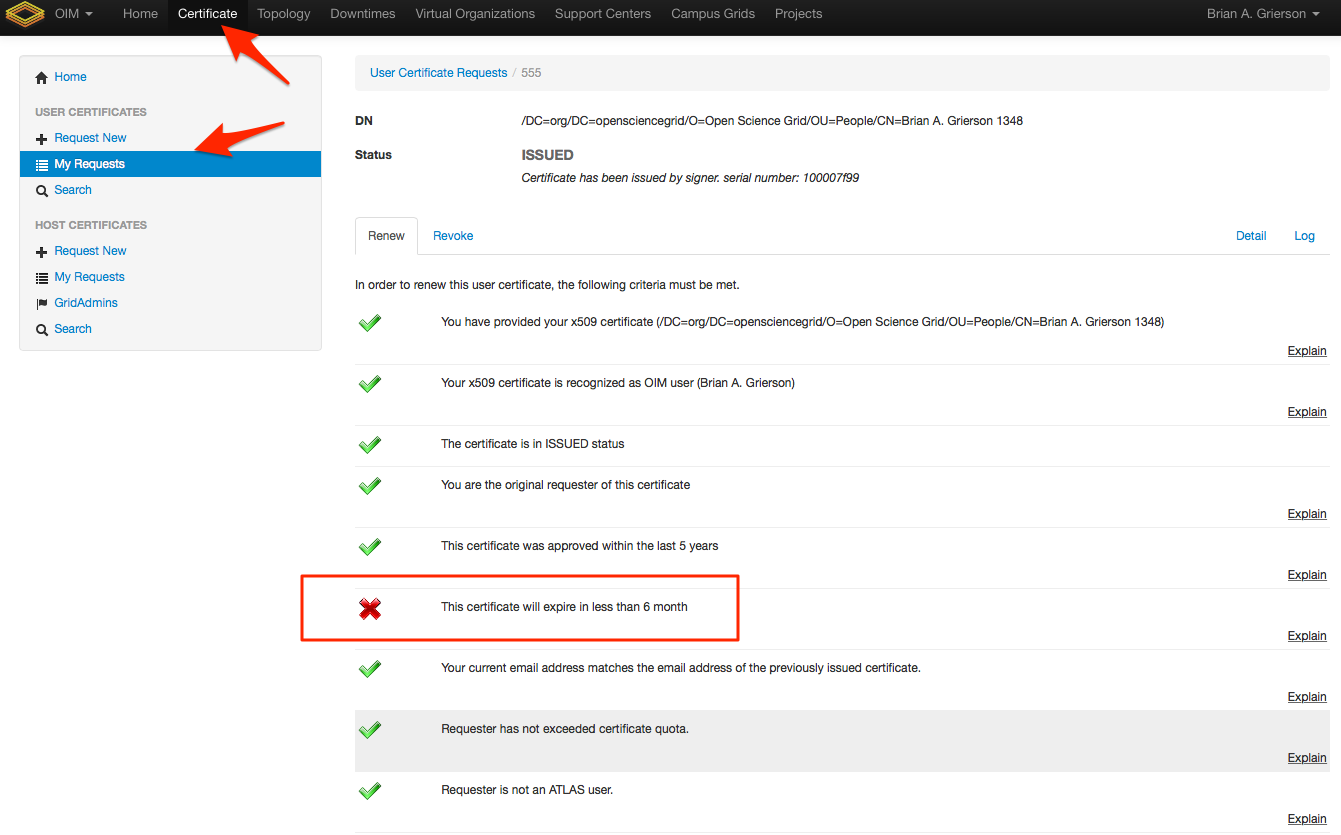 OIM Home Certificate Topology Downtimes Virtual Organizations Support Centers Campus Grids Projects Brian A. Grierson
Home
USER CERTIFICATES
Request New
My Requests
Search
HOST CERTIFICATES
Request New
My Requests
GridAdmins
Search
User Certificate Requests / 555
DN /DC=org/DC=opensciencegrid/O=Open Science Grid/OU=People/CN=Brian A. Grierson 1348
Status ISSUED
Certificate has been issued by signer. serial number: 100007f99
Renew Revoke Detail Log
In order to renew this user certificate, the following criteria must be met.
You have provided your x509 certificate (/DC=org/DC=opensciencegrid/O=Open Science Grid/OU=People/CN=Brian A. Grierson 1348)
Explain
Your x509 certificate is recognized as OIM user (Brian A. Grierson)
Explain
The certificate is in ISSUED status
You are the original requester of this certificate
Explain
This certificate was approved within the last 5 years
Explain
This certificate will expire in less than 6 month
Explain
Your current email address matches the email address of the previously issued certificate.
Explain
Requester has not exceeded certificate quota.
Explain
Requester is not an ATLAS user.
Explain